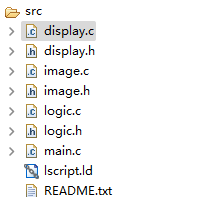 src
display.c
display.h
image.c
image.h
logic.c
logic.h
main.c
lscript.ld
README.txt